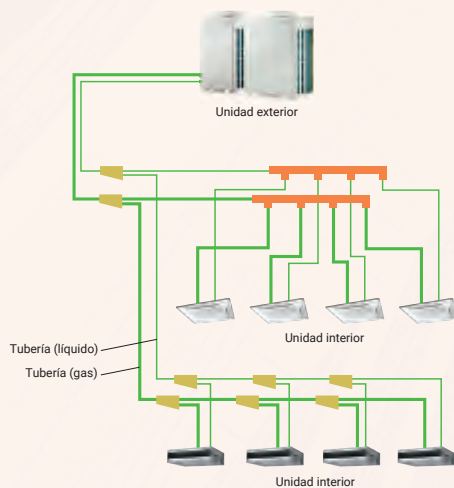 Unidad exterior
Unidad interior
Tubería (líquido)
Tubería (gas)
Unidad interior